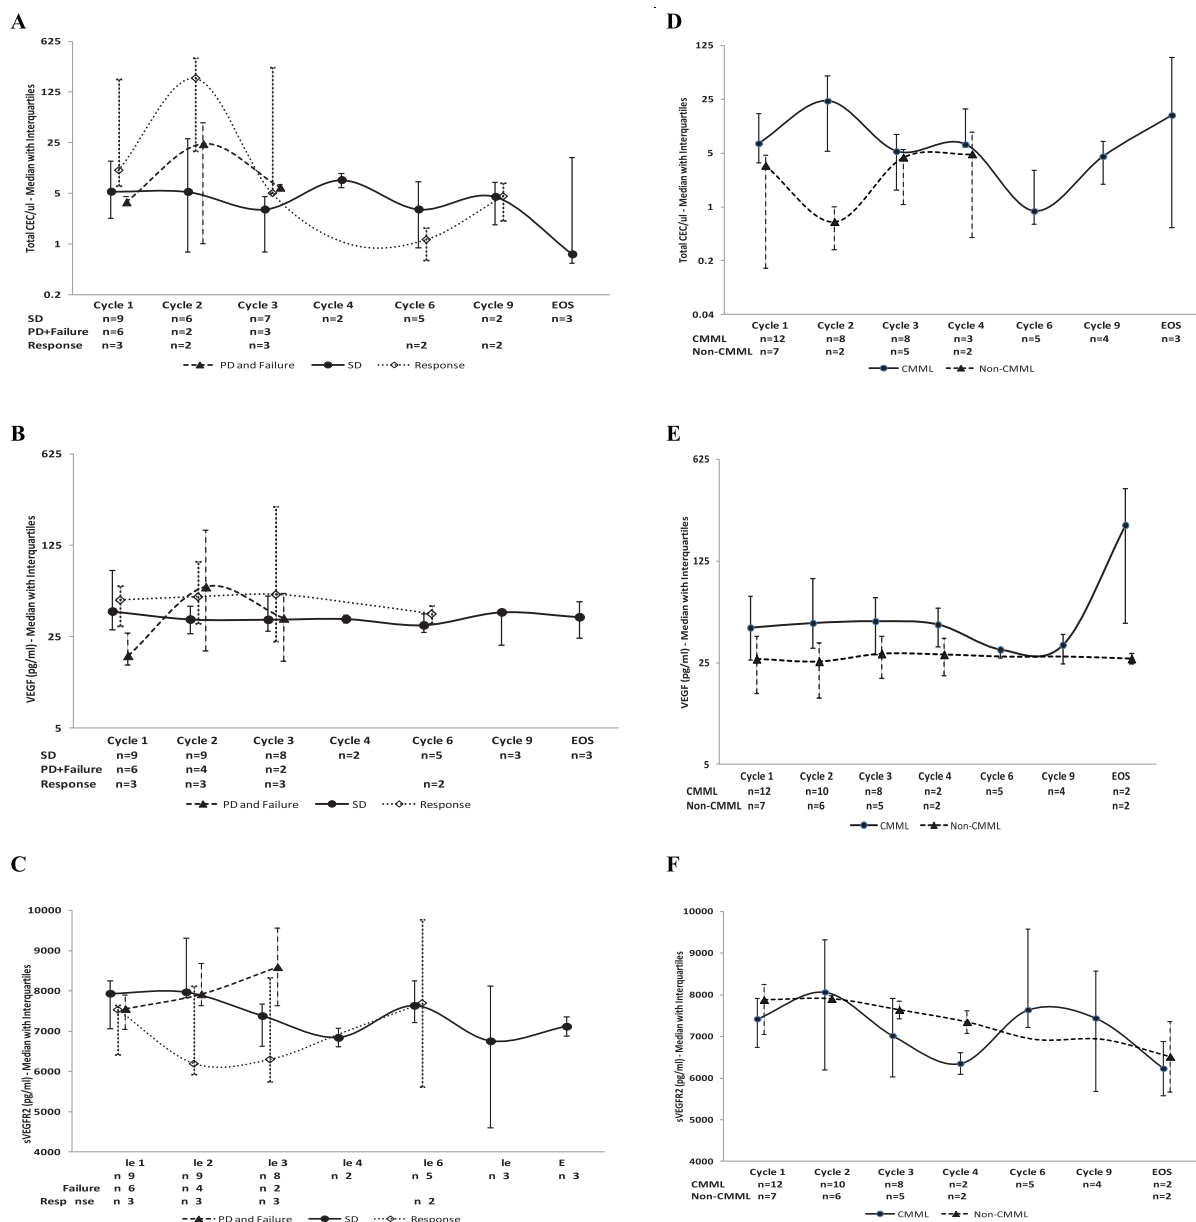 A
Total CEC/ul - Median with Interquartiles
625
125
25
5
1
0.2
Cycle 1 Cycle 2 Cycle 3 Cycle 4 Cycle 6 Cycle 9 EOS
SD n=9 n=6 n=7 n=2 n=5 n=2 n=3
PD+Failure n=6 n=2 n=3
Response n=3 n=2 n=3 n=2 n=2
PD and Failure SD Response
D
Total CEC/ul - Median with Interquartiles
125
25
5
1
0.2
0.04
Cycle 1 Cycle 2 Cycle 3 Cycle 4 Cycle 6 Cycle 9 EOS
CMML n=12 n=8 n=8 n=3 n=5 n=4 n=3
Non-CMML n=7 n=2 n=5 n=2
CMML Non-CMML
B
VEGF (pg/ml) - Median with Interquartiles
625
125
25
5
Cycle 1 Cycle 2 Cycle 3 Cycle 4 Cycle 6 Cycle 9 EOS
SD n=9 n=9 n=8 n=2 n=5 n=3 n=3
PD+Failure n=6 n=4 n=2
Response n=3 n=3 n=3 n=2
PD and Failure SD Response
E
VEGF (pg/ml) - Median with Interquartiles
625
125
25
5
Cycle 1 Cycle 2 Cycle 3 Cycle 4 Cycle 6 Cycle 9 EOS
CMML n=12 n=10 n=8 n=2 n=5 n=4 n=2
Non-CMML n=7 n=6 n=5 n=2 n=2
CMML Non-CMML
C
sVEGFR2 (pg/ml) - Median with Interquartiles
10000
9000
8000
7000
6000
5000
4000
le 1 le 2 le 3 le 4 le 6 le E
n 9 n 9 n 8 n 2 n 5 n 3 n 3
Failure n 6 n 4 n 2
Resp nse n 3 n 3 n 3 n 2
PD and Failure SD Response
F
sVEGFR2 (pg/ml) - Median with Interquartiles
10000
9000
8000
7000
6000
5000
4000
Cycle 1 Cycle 2 Cycle 3 Cycle 4 Cycle 6 Cycle 9 EOS
CMML n=12 n=10 n=8 n=2 n=5 n=4 n=2
Non-CMML n=7 n=6 n=5 n=2 n=2
CMML Non-CMML